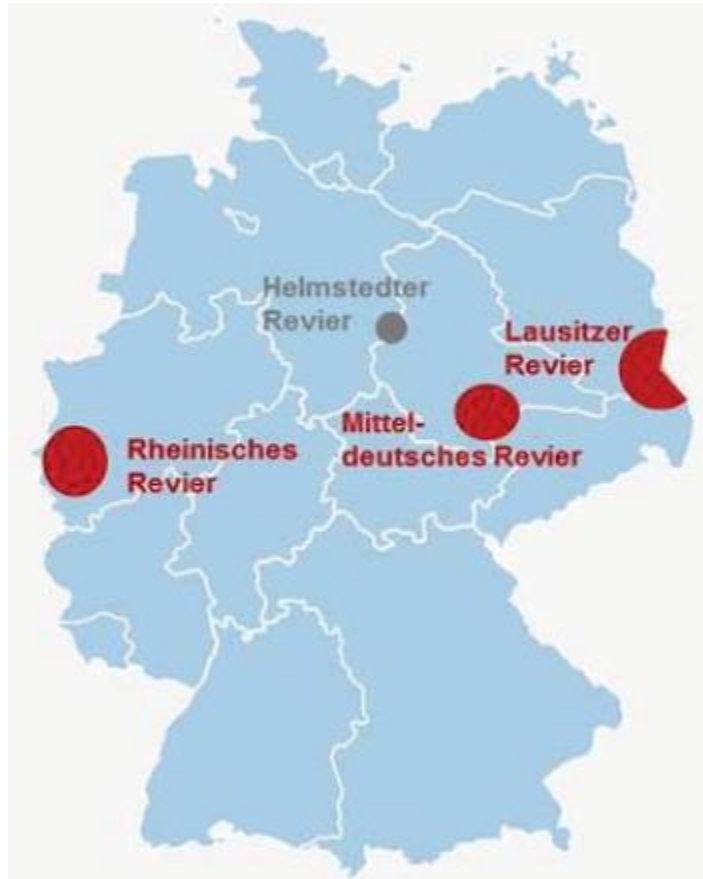 Helmstedter
Revier
Lausitzer
Revier
Mittel-
deutsches Revier
Rheinisches
Revier